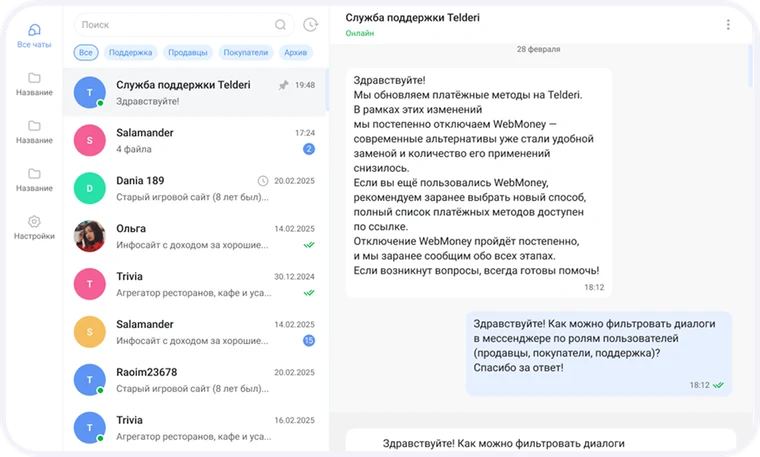 Все чаты
Название
Название
Название
Настройки
Поиск
Все
Поддержка
Продавцы
Покупатели
Архив
Т
Служба поддержки Telderi
19:48
Здравствуйте!
S
Salamander
17:24
4 файла
2
D
Dania 189
20.02.2025
Старый игровой сайт (8 лет был)...
Ольга
14.02.2025
Инфосайт с доходом за хорошие...
T
Trivia
30.12.2024
Агрегатор ресторанов, кафе и уса...
S
Salamander
14.02.2025
Инфосайт с доходом за хорошие...
15
T
Raoim23678
20.02.2025
Старый игровой сайт (8 лет был)...
T
Trivia
16.02.2025
Агрегатор ресторанов, кафе и уса...
Служба поддержки Telderi
Онлайн
28 февраля
Здравствуйте!
Мы обновляем платёжные методы на Telderi.
В рамках этих изменений
мы постепенно отключаем WebMoney —
современные альтернативы уже стали удобной
заменой и количество его применений
снизилось.
Если вы ещё пользовались WebMoney,
рекомендуем заранее выбрать новый способ,
полный список платёжных методов доступен
по ссылке.
Отключение WebMoney пройдёт постепенно,
и мы заранее сообщим обо всех этапах.
Если возникнут вопросы, всегда готовы помочь!
18:12
Здравствуйте! Как можно фильтровать диалоги
в мессенджере по ролям пользователей
(продавцы, покупатели, поддержка)?
Спасибо за ответ!
18:12
Здравствуйте! Как можно фильтровать диалоги